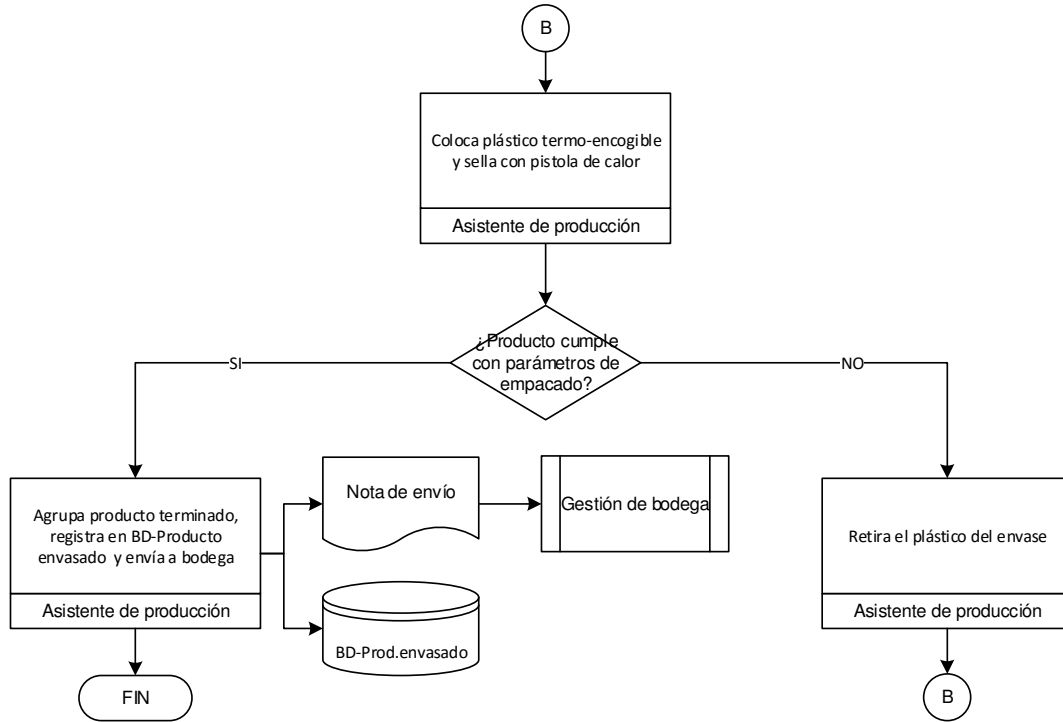 B
Coloca plástico termo-encogible
y sella con pistola de calor
Asistente de producción
¿Producto cumple
con parámetros de
empacado?
SI
NO
Agrupa producto terminado,
registra en BD-Producto
envasado y envía a bodega
Asistente de producción
Nota de envío
Gestión de bodega
BD-Prod.envasado
Retira el plástico del envase
Asistente de producción
FIN
B